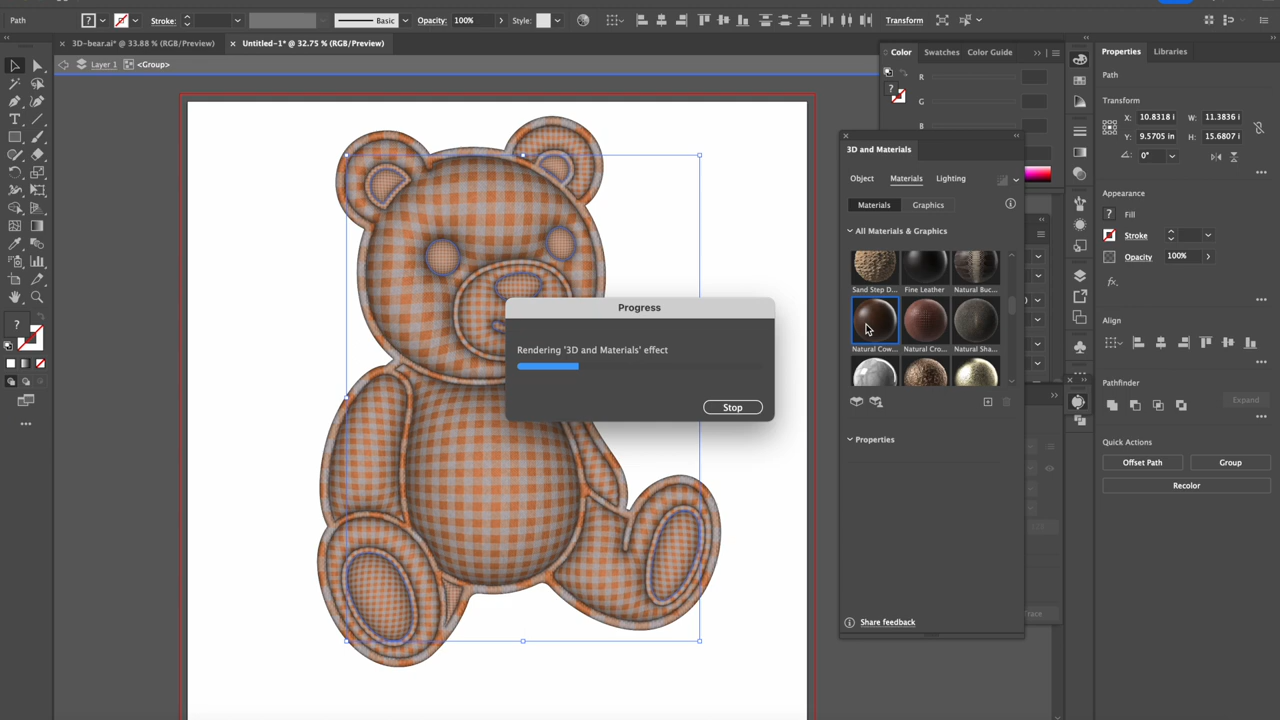 Path
Stroke:
Basic
Opacity:
100%
Style:
Transform
3D-bear.ai* @ 33.88 % (RGB/Preview)
Untitled-1* @ 32.75 % (RGB/Preview)
Layer 1
<Group>
Color
Swatches
Color Guide
R
G
B
Properties
Libraries
Path
Transform
X:
10.8318 i
W:
11.3836 i
Y:
9.5705 in
H:
15.6807 i
0°
Appearance
?
Fill
Stroke
Opacity
100%
fx.
Align
Pathfinder
Expand
Quick Actions
Offset Path
Group
Recolor
3D and Materials
Object
Materials
Lighting
Materials
Graphics
All Materials & Graphics
Sand Step D...
Fine Leather
Natural Buc...
Natural Cow...
Natural Cro...
Natural Sha...
Properties
Share feedback
Progress
Rendering '3D and Materials' effect
Stop
Trace